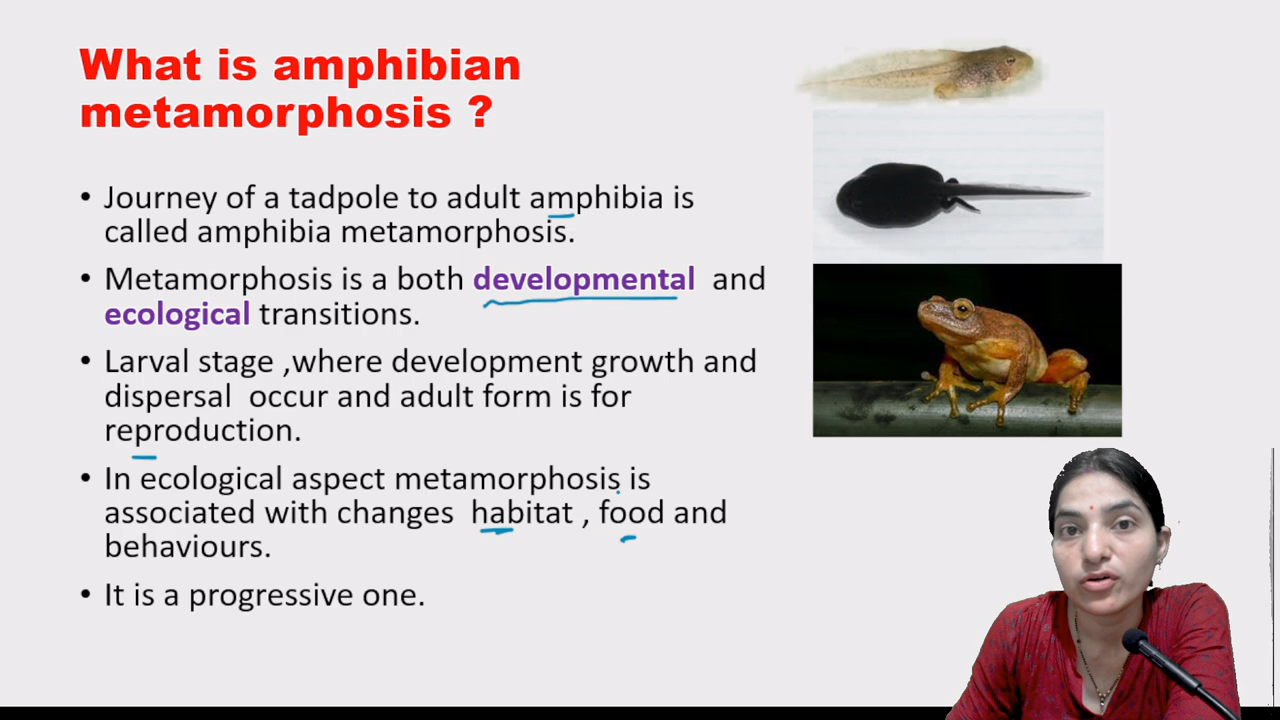 What is amphibian
metamorphosis ?
• Journey of a tadpole to adult amphibia is
called amphibia metamorphosis.
• Metamorphosis is a both developmental and
ecological transitions.
• Larval stage ,where development growth and
dispersal occur and adult form is for
reproduction.
• In ecological aspect metamorphosis is
associated with changes habitat , food and
behaviours.
• It is a progressive one.